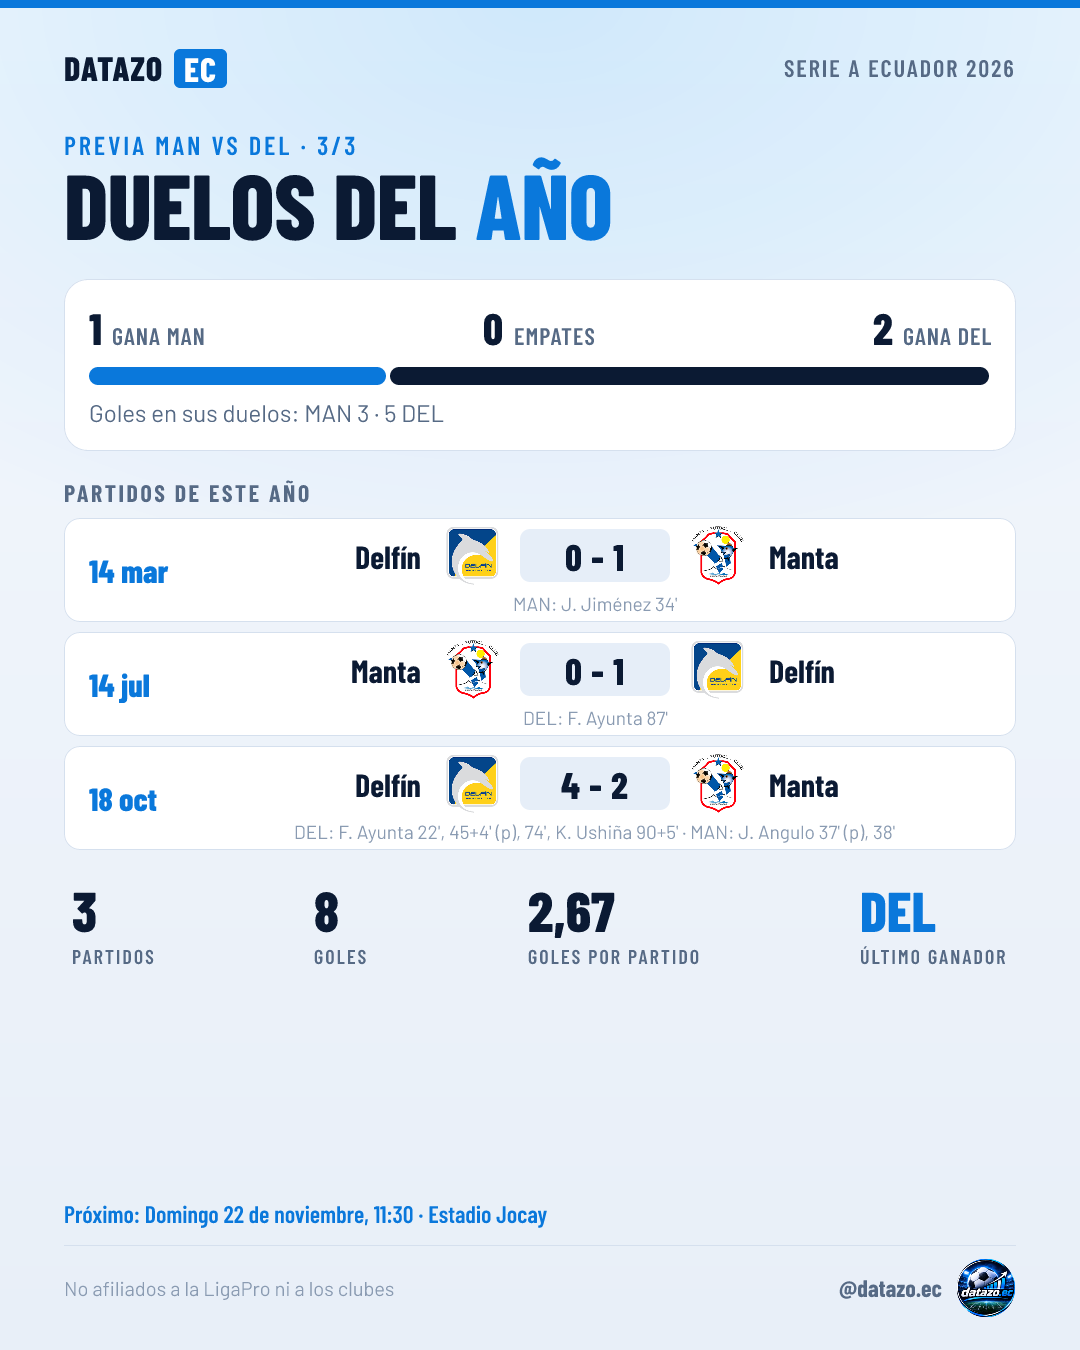 DATAZO EC
SERIE A ECUADOR 2026
PREVIA MAN VS DEL · 3/3
DUELOS DEL AÑO
1 GANA MAN
0 EMPATES
2 GANA DEL
Goles en sus duelos: MAN 3 · 5 DEL
PARTIDOS DE ESTE AÑO
14 mar
Delfín
DELFÍN
0 - 1
Manta
MAN: J. Jiménez 34'
14 jul
Manta
0 - 1
DELFÍN
Delfín
DEL: F. Ayunta 87'
18 oct
Delfín
DELFÍN
4 - 2
Manta
DEL: F. Ayunta 22', 45+4' (p), 74', K. Ushiña 90+5' · MAN: J. Angulo 37' (p), 38'
3
PARTIDOS
8
GOLES
2,67
GOLES POR PARTIDO
DEL
ÚLTIMO GANADOR
Próximo: Domingo 22 de noviembre, 11:30 · Estadio Jocay
No afiliados a la LigaPro ni a los clubes
@datazo.ec
datazo.ec